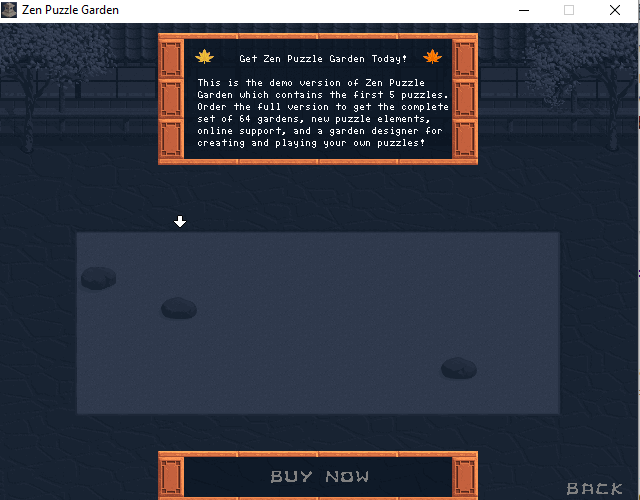 Zen Puzzle Garden
Get Zen Puzzle Garden Today!
This is the demo version of Zen Puzzle
Garden which contains the first 5 puzzles.
Order the full version to get the complete
set of 64 gardens, new puzzle elements,
online support, and a garden designer for
creating and playing your own puzzles!
BUY NOW
BACK